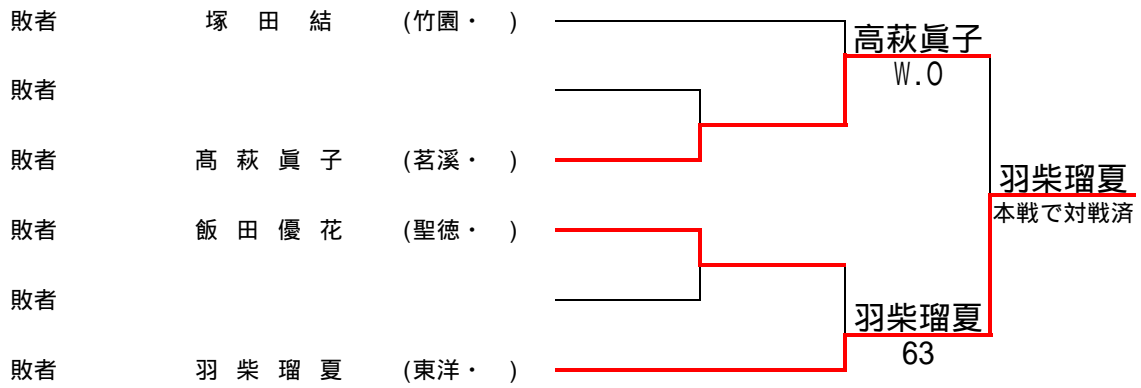 敗者 塚 田 結 (竹園・ )
高萩眞子
W.O
敗者
敗者 髙 萩 眞 子 (茗溪・ )
羽柴瑠夏
本戦で対戦済
敗者 飯 田 優 花 (聖徳・ )
敗者
羽柴瑠夏
63
敗者 羽 柴 瑠 夏 (東洋・ )